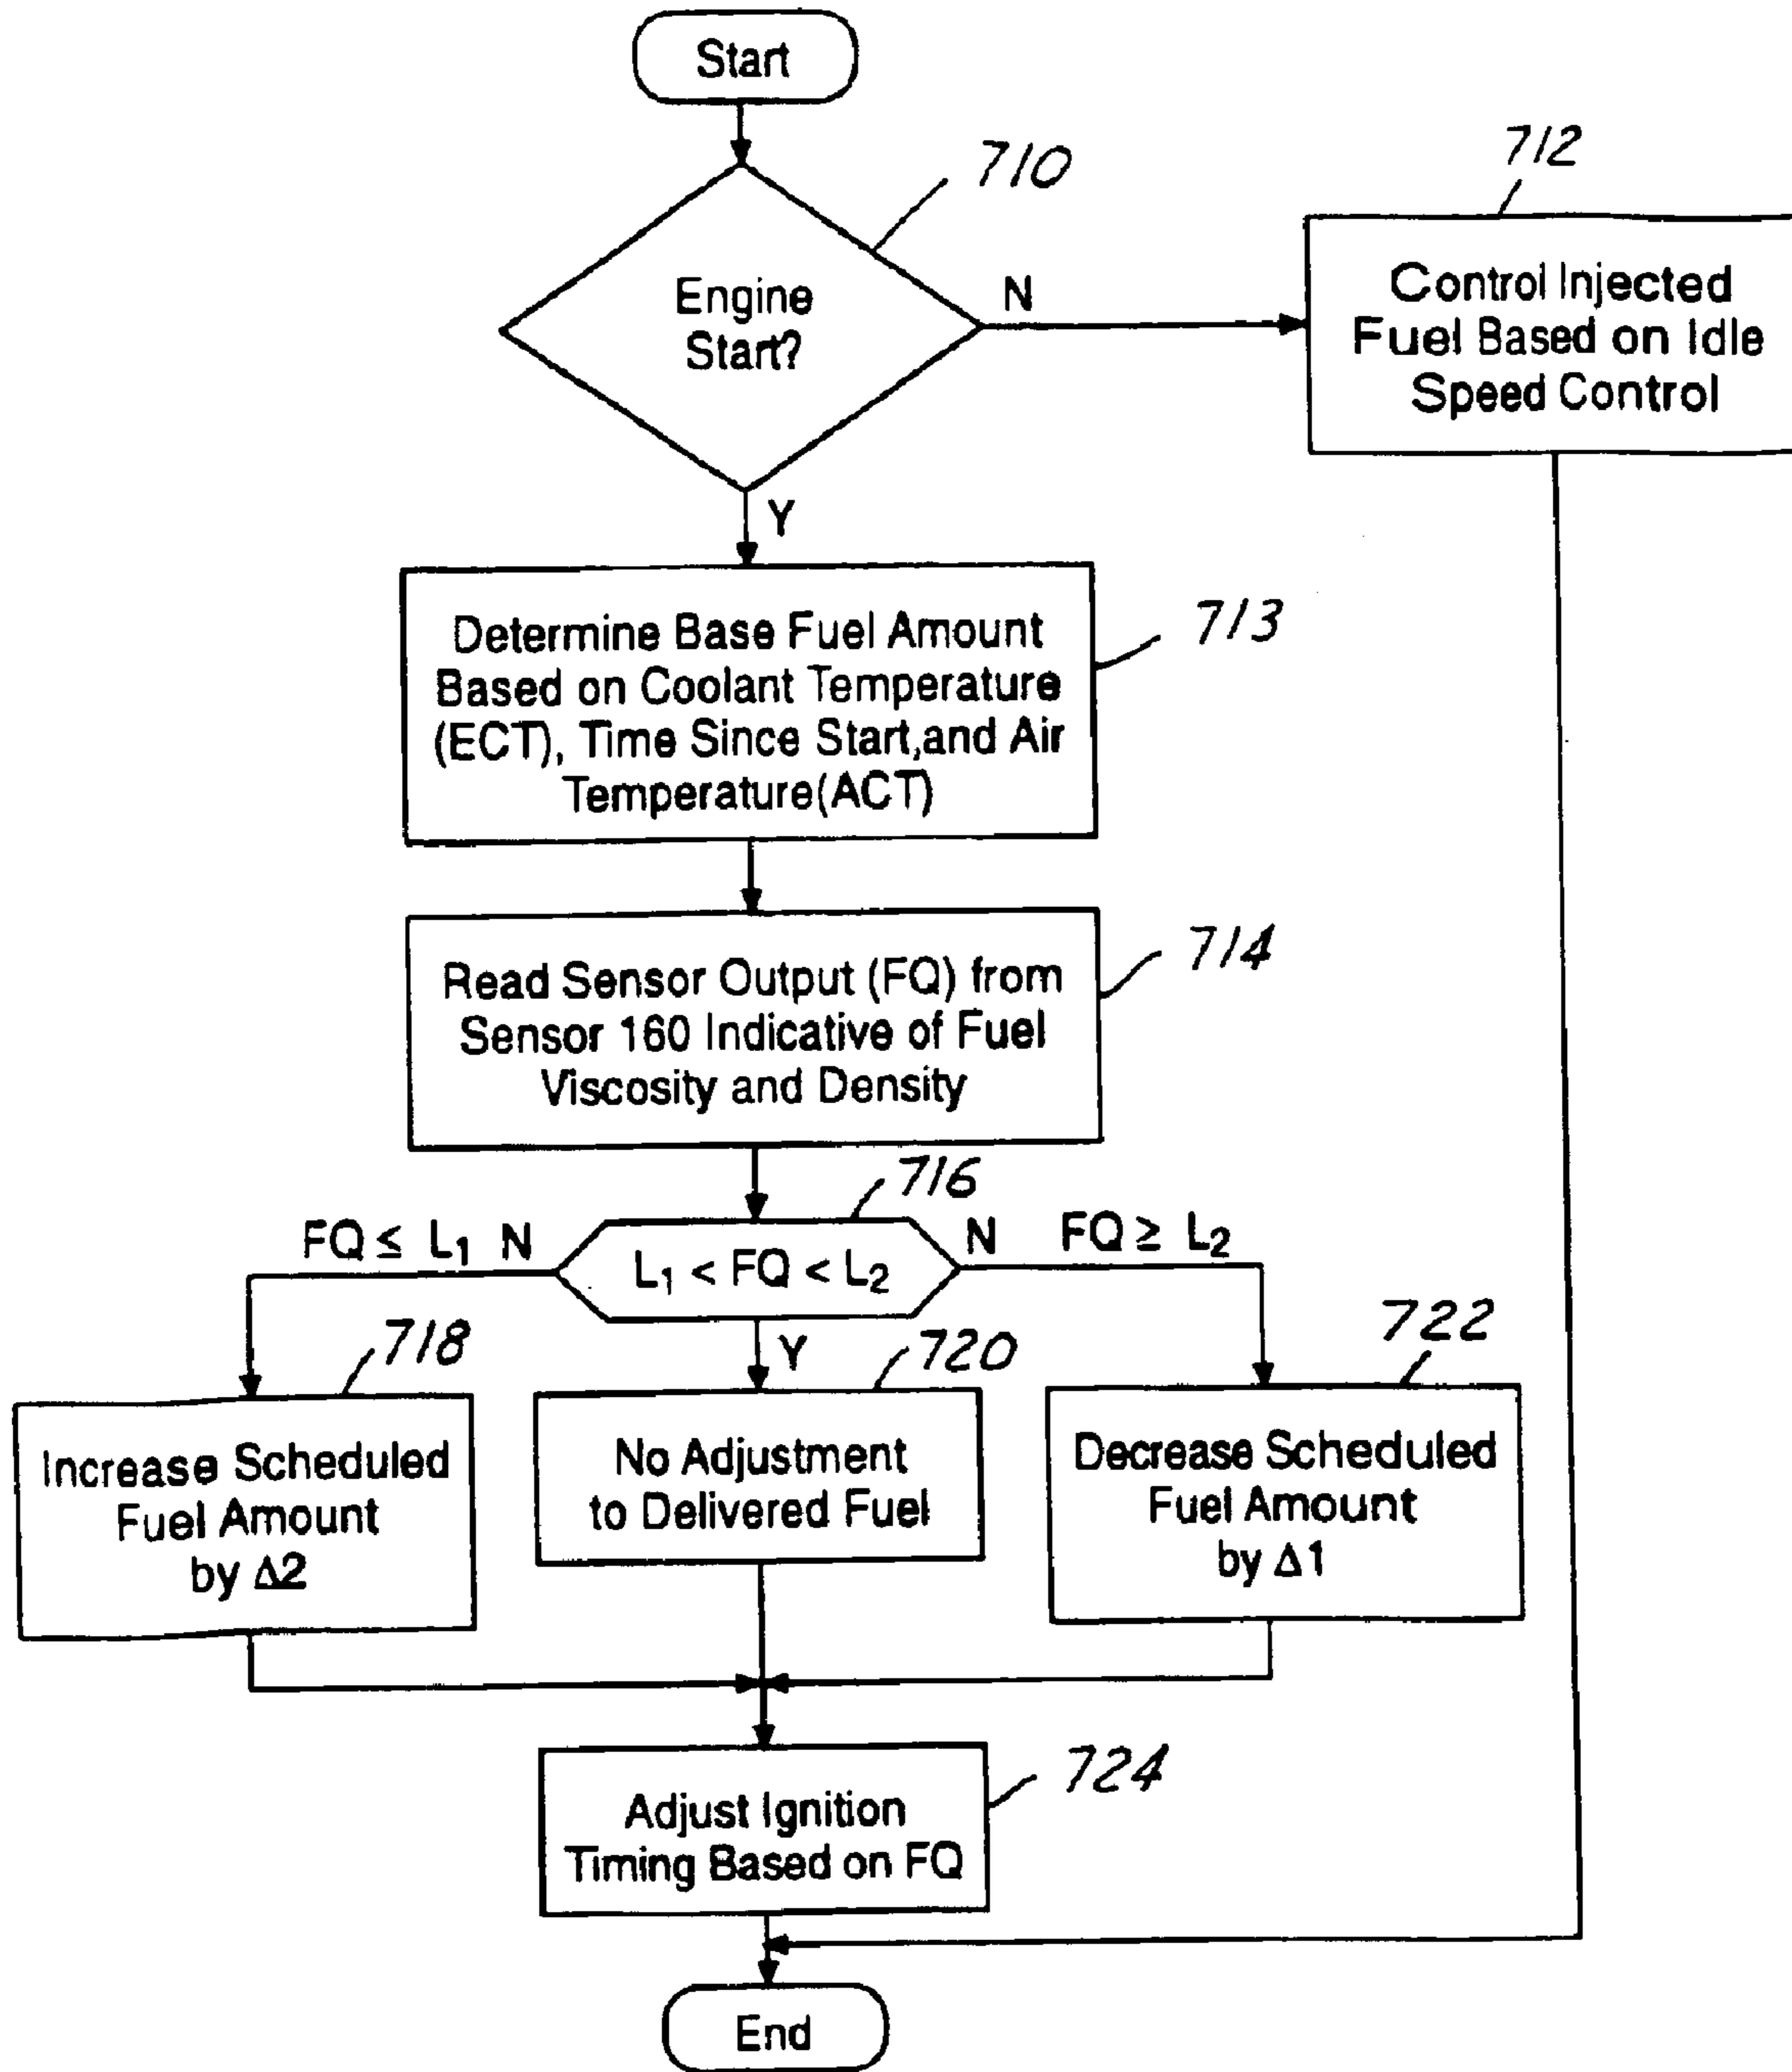 Start
710
Engine
Start?
N
712
Control Injected
Fuel Based on Idle
Speed Control
Y
713
Determine Base Fuel Amount
Based on Coolant Temperature
(ECT), Time Since Start,and Air
Temperature(ACT)
714
Read Sensor Output (FQ) from
Sensor 160 Indicative of Fuel
Viscosity and Density
716
FQ ≤ L₁ N
L₁ < FQ < L₂
N FQ ≥ L₂
Y
718
Increase Scheduled
Fuel Amount
by Δ2
720
No Adjustment
to Delivered Fuel
722
Decrease Scheduled
Fuel Amount
by Δ1
724
Adjust Ignition
Timing Based on FQ
End